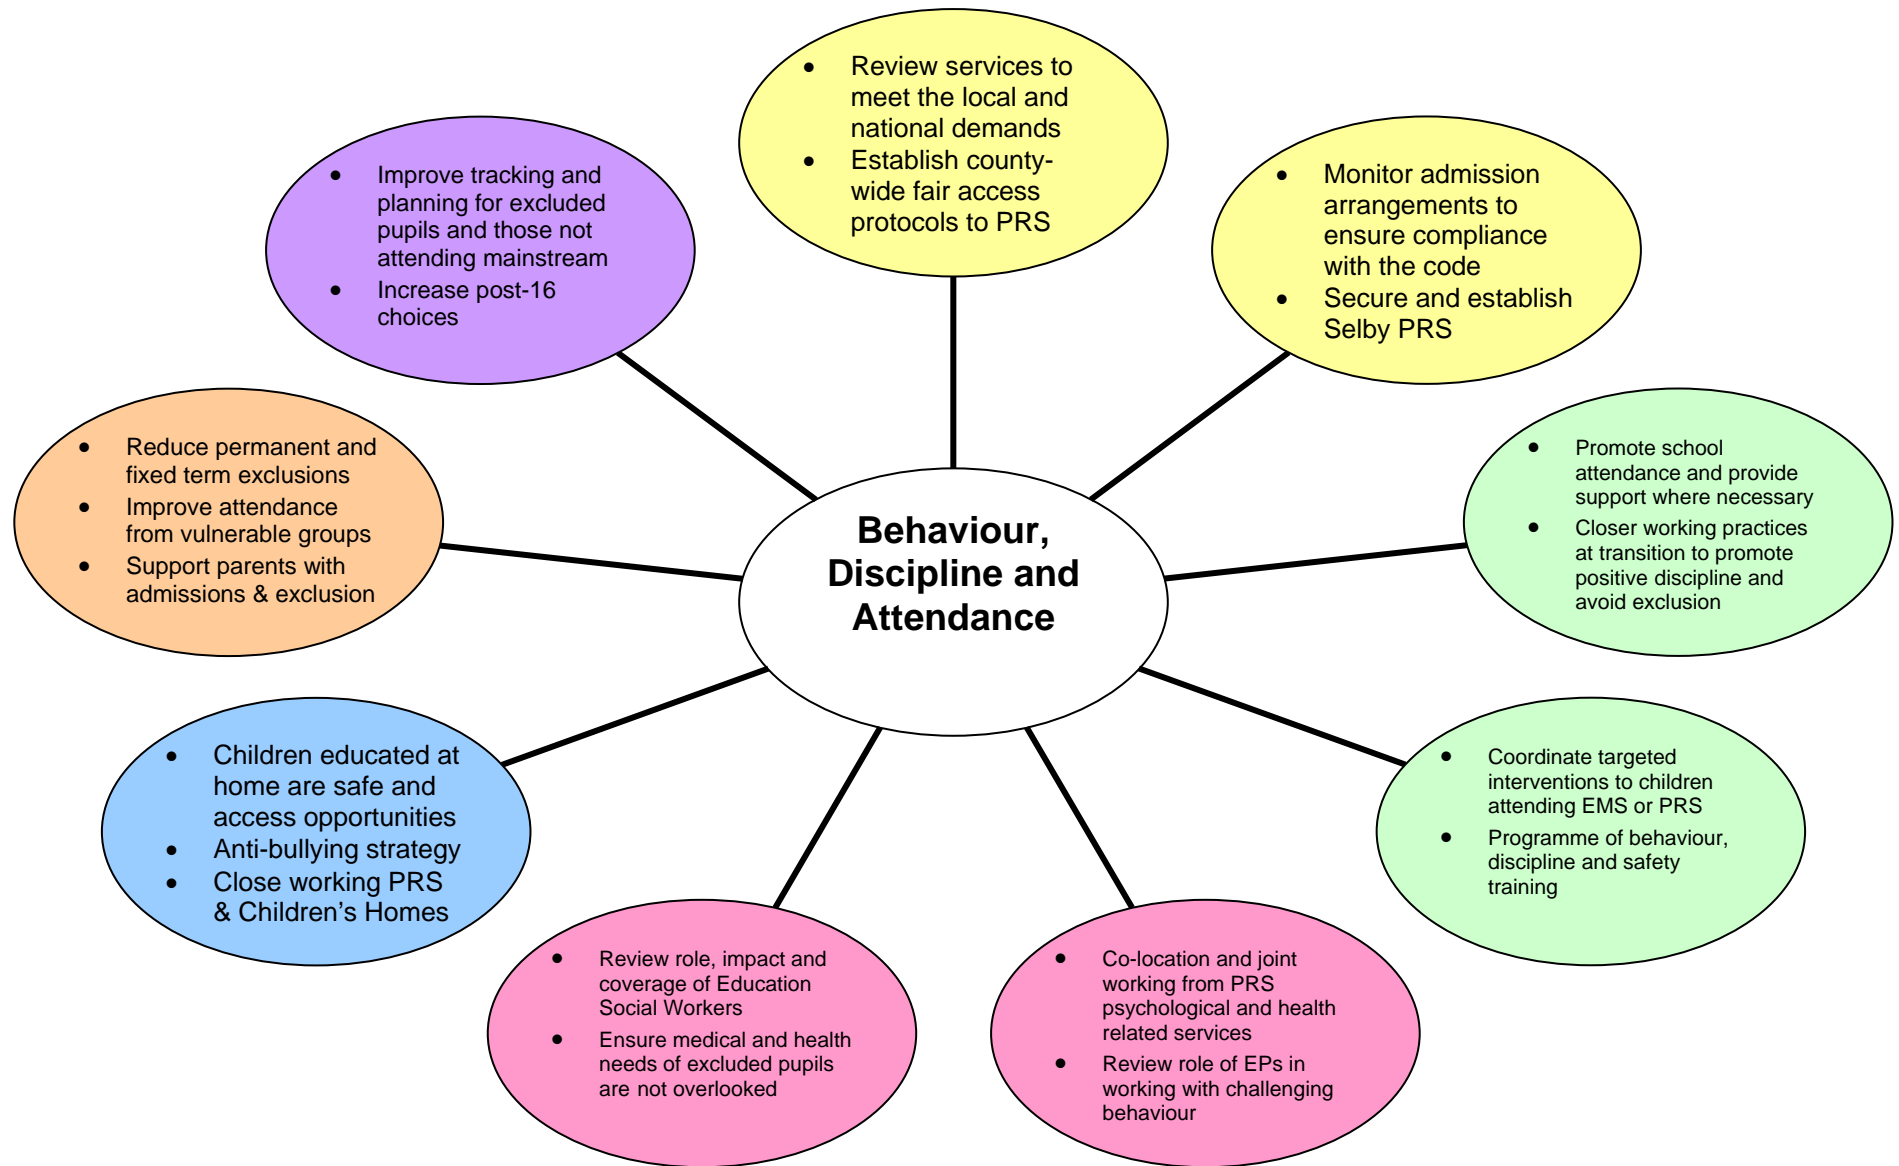 • Review services to
meet the local and
national demands
• Establish county-
wide fair access
protocols to PRS
• Monitor admission
arrangements to
ensure compliance
with the code
• Secure and establish
Selby PRS
• Promote school
attendance and provide
support where necessary
• Closer working practices
at transition to promote
positive discipline and
avoid exclusion
• Coordinate targeted
interventions to children
attending EMS or PRS
• Programme of behaviour,
discipline and safety
training
• Co-location and joint
working from PRS
psychological and health
related services
• Review role of EPs in
working with challenging
behaviour
• Review role, impact and
coverage of Education
Social Workers
• Ensure medical and health
needs of excluded pupils
are not overlooked
• Children educated at
home are safe and
access opportunities
• Anti-bullying strategy
• Close working PRS
& Children’s Homes
• Reduce permanent and
fixed term exclusions
• Improve attendance
from vulnerable groups
• Support parents with
admissions & exclusion
• Improve tracking and
planning for excluded
pupils and those not
attending mainstream
• Increase post-16
choices
Behaviour,
Discipline and
Attendance